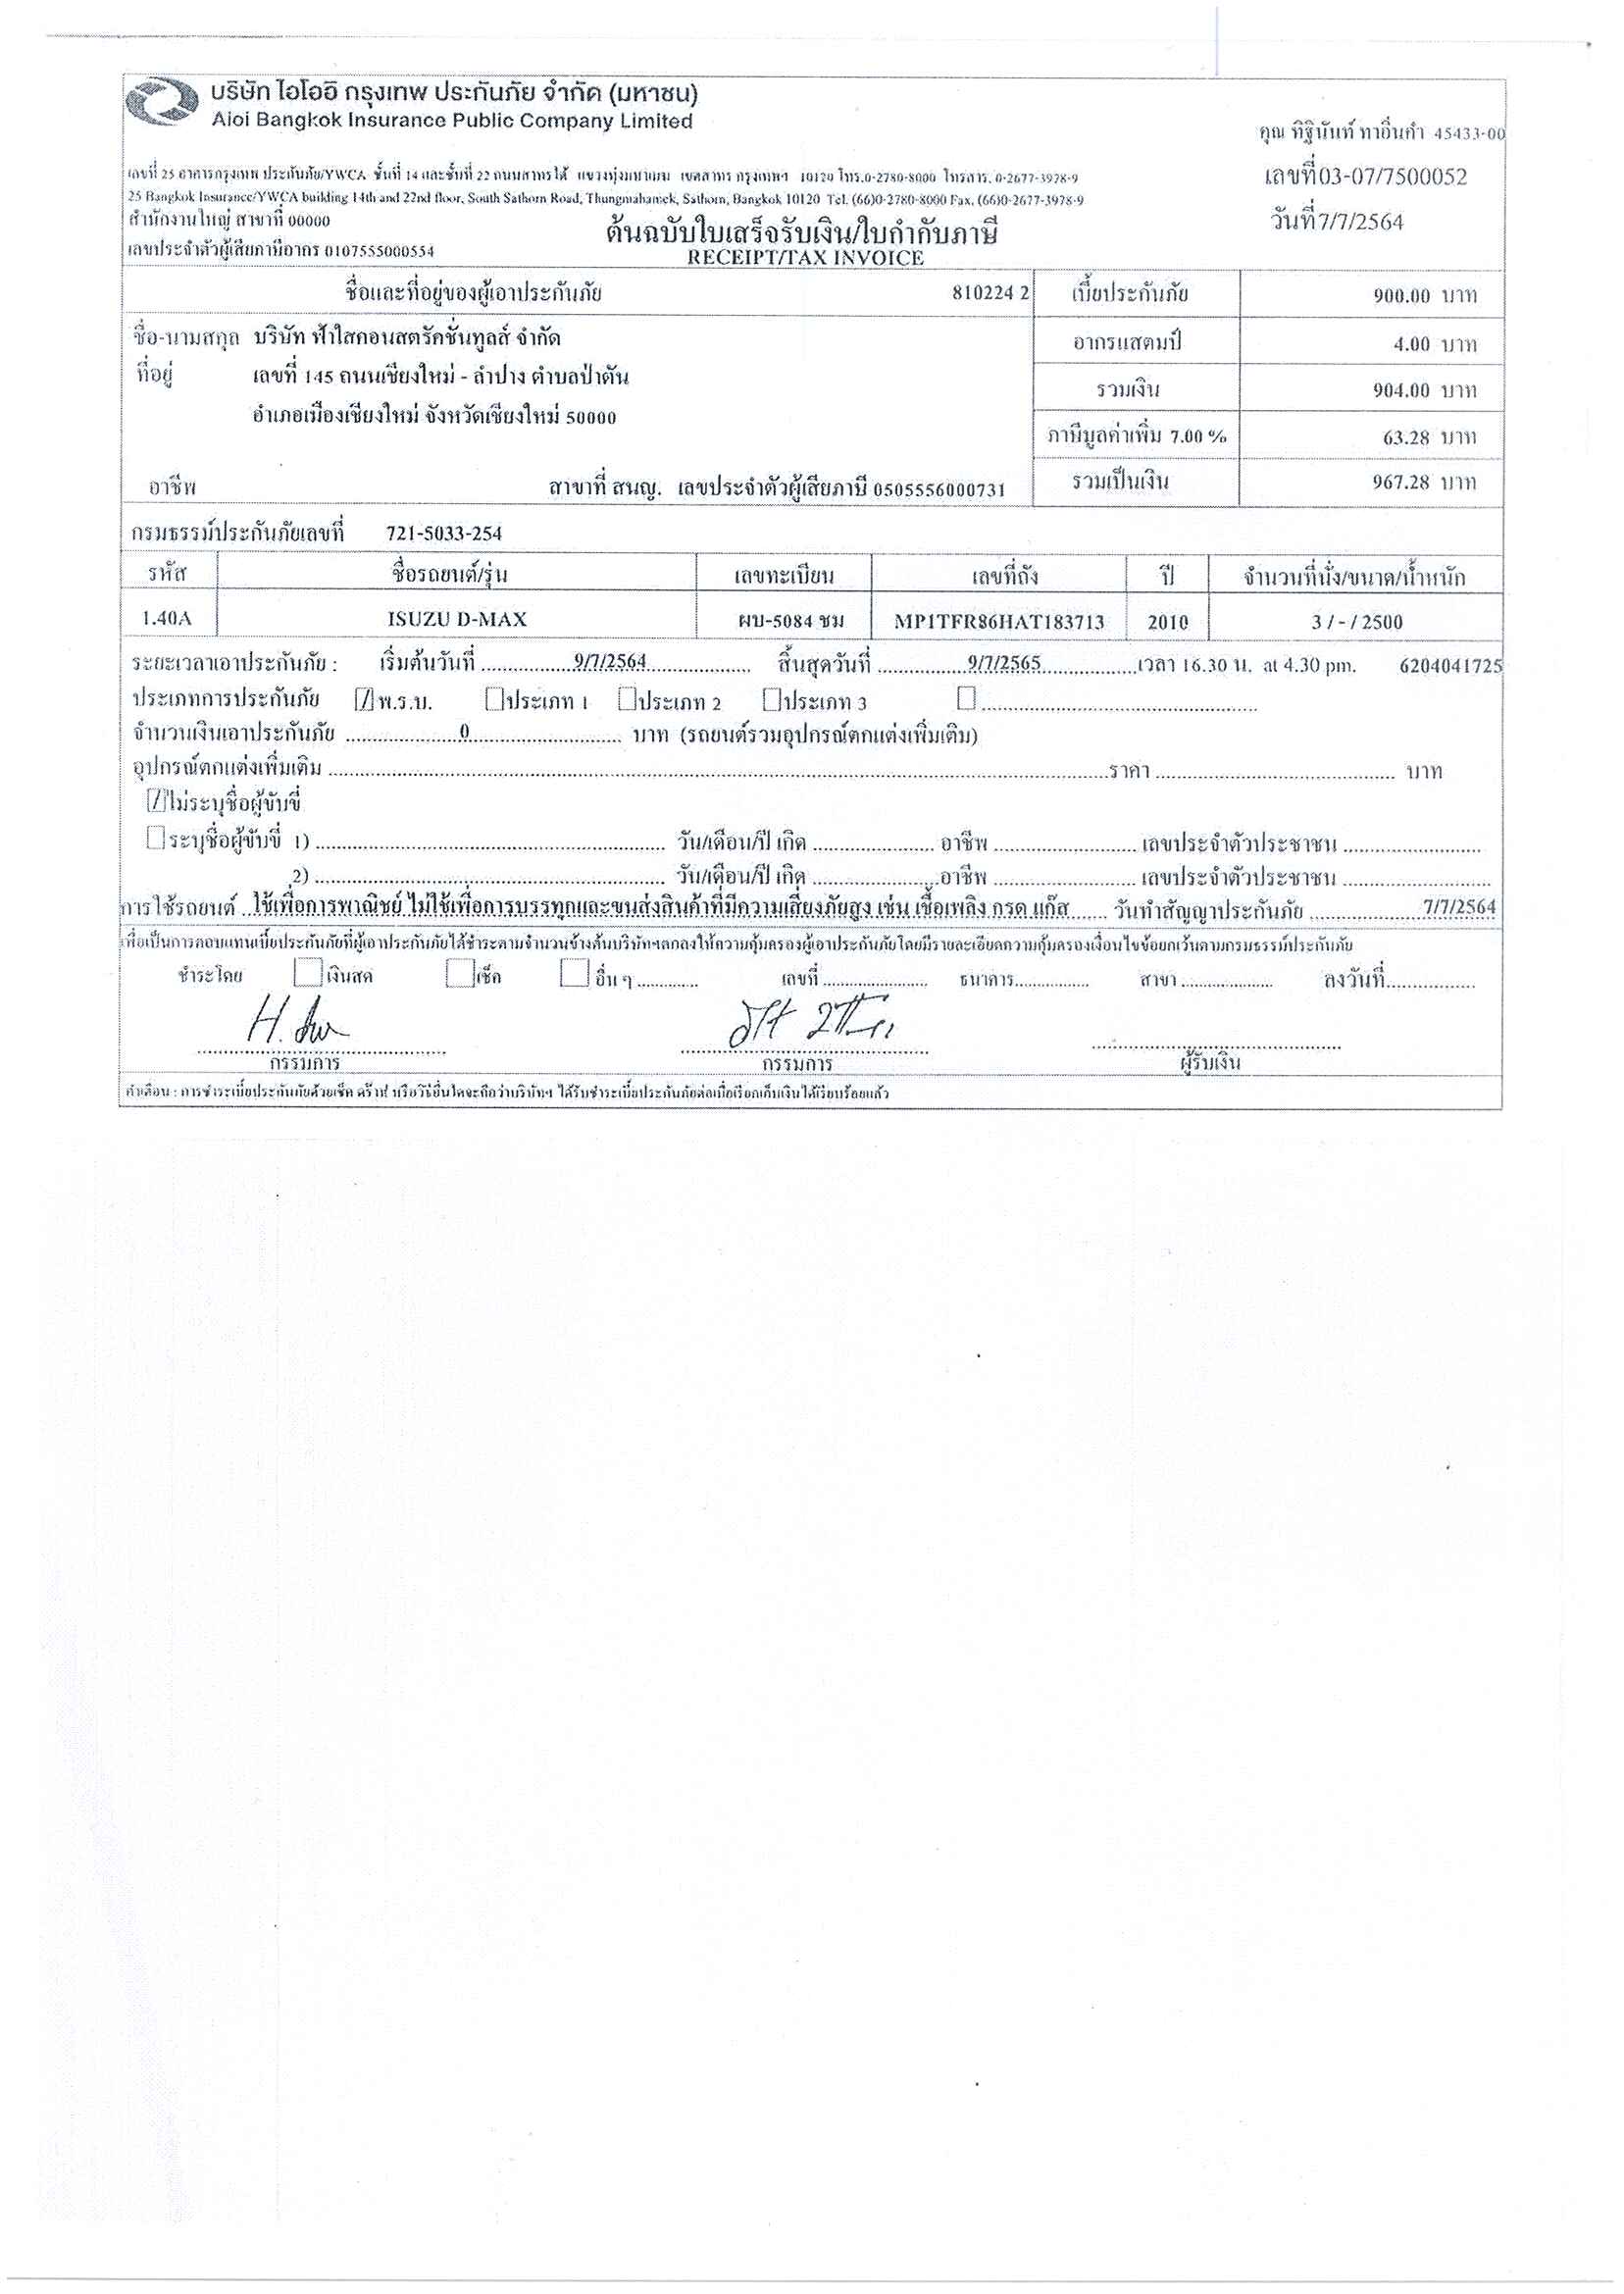 บริษัท ไอโออิ กรุงเทพ ประกันภัย จำกัด (มหาชน)
Aioi Bangkok Insurance Public Company Limited
คุณ ทิฐินันท์ ทาอิ่นคำ 45433-00
เลขที่ 25 อาคารกรุงเทพ ประกันภัย/YWCA ชั้นที่ 14 และชั้นที่ 22 ถนนสาทรใต้ แขวงทุ่งมหาเมฆ เขตสาทร กรุงเทพฯ 10120 โทร.0-2780-8000 โทรสาร. 0-2677-3978-9
เลขที่03-07/7500052
25 Bangkok Insurance/YWCA building 14th and 22nd floor, South Sathorn Road, Thungmahamek, Sathorn, Bangkok 10120 Tel. (66)0-2780-8000 Fax. (66)0-2677-3978-9
สำนักงานใหญ่ สาขาที่ 00000
วันที่7/7/2564
ต้นฉบับใบเสร็จรับเงิน/ใบกำกับภาษี
เลขประจำตัวผู้เสียภาษีอากร 0107555000554
RECEIPT/TAX INVOICE
ชื่อและที่อยู่ของผู้เอาประกันภัย 810224 2 เบี้ยประกันภัย 900.00 บาท
ชื่อ-นามสกุล บริษัท ฟ้าใสคอนสตรัคชั่นทูลส์ จำกัด อากรแสตมป์ 4.00 บาท
ที่อยู่ เลขที่ 145 ถนนเชียงใหม่ - ลำปาง ตำบลป่าตัน รวมเงิน 904.00 บาท
อำเภอเมืองเชียงใหม่ จังหวัดเชียงใหม่ 50000 ภาษีมูลค่าเพิ่ม 7.00 % 63.28 บาท
อาชีพ สาขาที่ สนญ. เลขประจำตัวผู้เสียภาษี 0505556000731 รวมเป็นเงิน 967.28 บาท
กรมธรรม์ประกันภัยเลขที่ 721-5033-254
รหัส ชื่อรถยนต์/รุ่น เลขทะเบียน เลขที่ถัง ปี จำนวนที่นั่ง/ขนาด/น้ำหนัก
1.40A ISUZU D-MAX ผบ-5084 ชม MP1TFR86HAT183713 2010 3 / - / 2500
ระยะเวลาเอาประกันภัย : เริ่มต้นวันที่ 9/7/2564 สิ้นสุดวันที่ 9/7/2565 เวลา 16.30 น. at 4.30 pm. 6204041725
ประเภทการประกันภัย [/] พ.ร.บ. ประเภท 1 ประเภท 2 ประเภท 3
จำนวนเงินเอาประกันภัย 0 บาท (รถยนต์รวมอุปกรณ์ตกแต่งเพิ่มเติม)
อุปกรณ์ตกแต่งเพิ่มเติม ราคา บาท
[/] ไม่ระบุชื่อผู้ขับขี่
ระบุชื่อผู้ขับขี่ 1) วัน/เดือน/ปี เกิด อาชีพ เลขประจำตัวประชาชน
2) วัน/เดือน/ปี เกิด อาชีพ เลขประจำตัวประชาชน
การใช้รถยนต์ ใช้เพื่อการพาณิชย์ ไม่ใช้เพื่อการบรรทุกและขนส่งสินค้าที่มีความเสี่ยงภัยสูง เช่น เชื้อเพลิง กรด แก๊ส วันทำสัญญาประกันภัย 7/7/2564
เพื่อเป็นการตอบแทนเบี้ยประกันภัยที่ผู้เอาประกันภัยได้ชำระตามจำนวนข้างต้นบริษัทฯตกลงให้ความคุ้มครองผู้เอาประกันภัยโดยมีรายละเอียดความคุ้มครองเงื่อนไขข้อยกเว้นตามกรมธรรม์ประกันภัย
ชำระโดย เงินสด เช็ค อื่น ๆ เลขที่ ธนาคาร สาขา ลงวันที่
กรรมการ กรรมการ ผู้รับเงิน
คำเตือน : การชำระเบี้ยประกันภัยด้วยเช็ค ดร๊าฟ หรือวิธีอื่นใดจะถือว่าบริษัทฯ ได้รับชำระเบี้ยประกันภัยต่อเมื่อเรียกเก็บเงินได้เรียบร้อยแล้ว